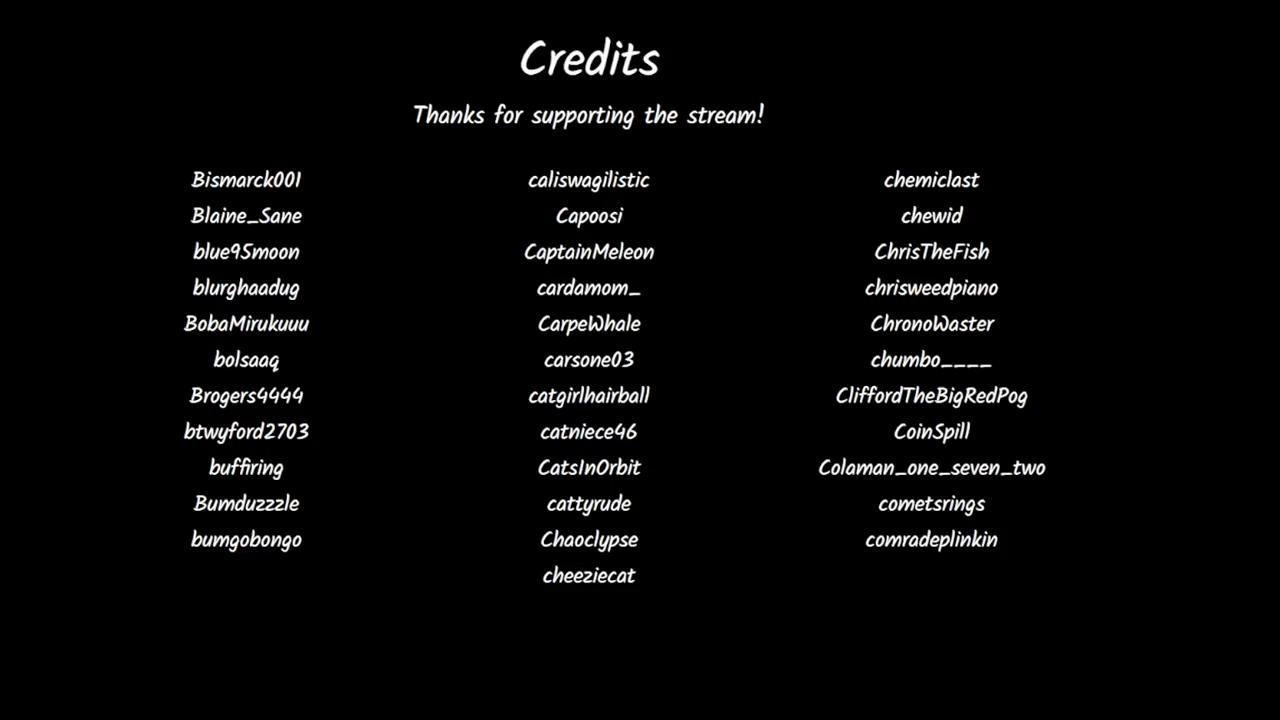 Credits
Thanks for supporting the stream!
Bismarck001
Blaine_Sane
blue95moon
blurghaadug
BobaMirukuuu
bolsaaq
Brogers4444
btwyford2703
buffiring
Bumduzzzle
bumgobongo
caliswagilistic
Capoosi
CaptainMeleon
cardamom_
CarpeWhale
carsone03
catgirlhairball
catniece46
CatsInOrbit
cattyrude
Chaoclypse
cheeziecat
chemiclast
chewid
ChrisTheFish
chrisweedpiano
ChronoWaster
chumbo____
CliffordTheBigRedPog
CoinSpill
Colaman_one_seven_two
cometsrings
comradeplinkin